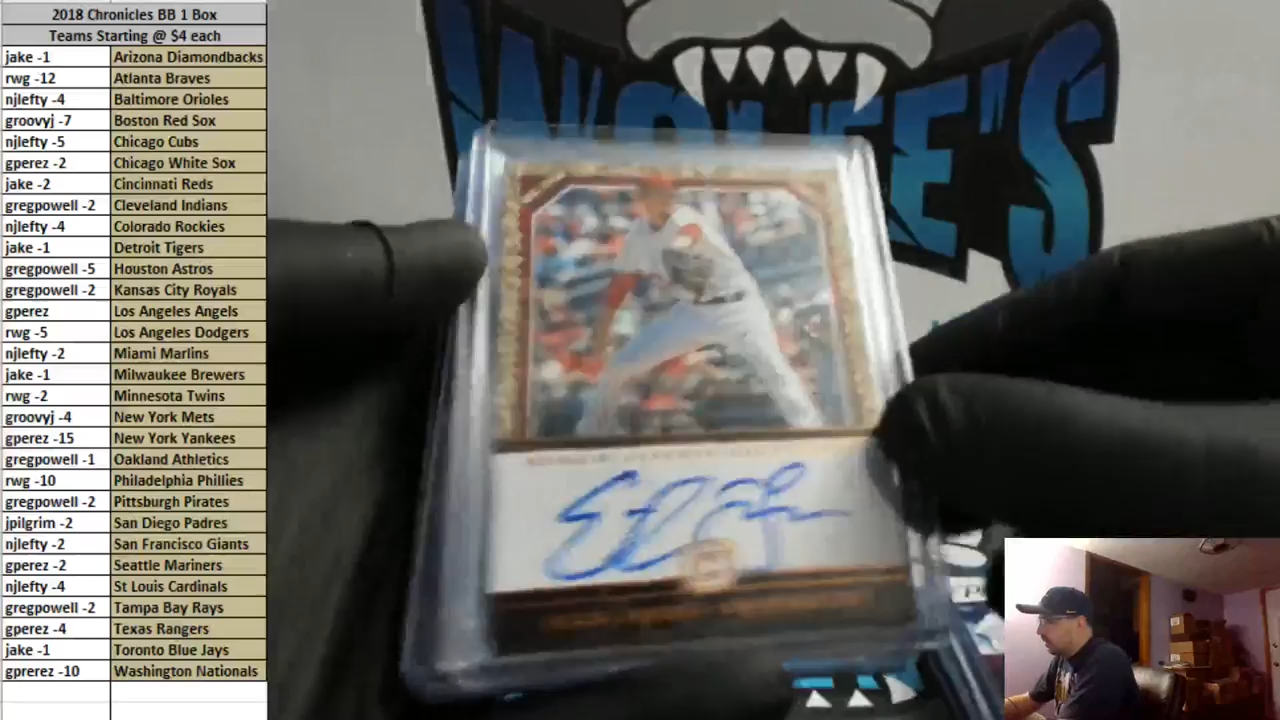 2018 Chronicles BB 1 Box
Teams Starting @ $4 each
jake -1 Arizona Diamondbacks
rwg -12 Atlanta Braves
njlefty -4 Baltimore Orioles
groovyj -7 Boston Red Sox
njlefty -5 Chicago Cubs
gperez -2 Chicago White Sox
jake -2 Cincinnati Reds
gregpowell -2 Cleveland Indians
njlefty -4 Colorado Rockies
jake -1 Detroit Tigers
gregpowell -5 Houston Astros
gregpowell -2 Kansas City Royals
gperez Los Angeles Angels
rwg -5 Los Angeles Dodgers
njlefty -2 Miami Marlins
jake -1 Milwaukee Brewers
rwg -2 Minnesota Twins
groovyj -4 New York Mets
gperez -15 New York Yankees
gregpowell -1 Oakland Athletics
rwg -10 Philadelphia Phillies
gregpowell -2 Pittsburgh Pirates
jpilgrim -2 San Diego Padres
njlefty -2 San Francisco Giants
gperez -2 Seattle Mariners
njlefty -4 St Louis Cardinals
gregpowell -2 Tampa Bay Rays
gperez -4 Texas Rangers
jake -1 Toronto Blue Jays
gprerez -10 Washington Nationals